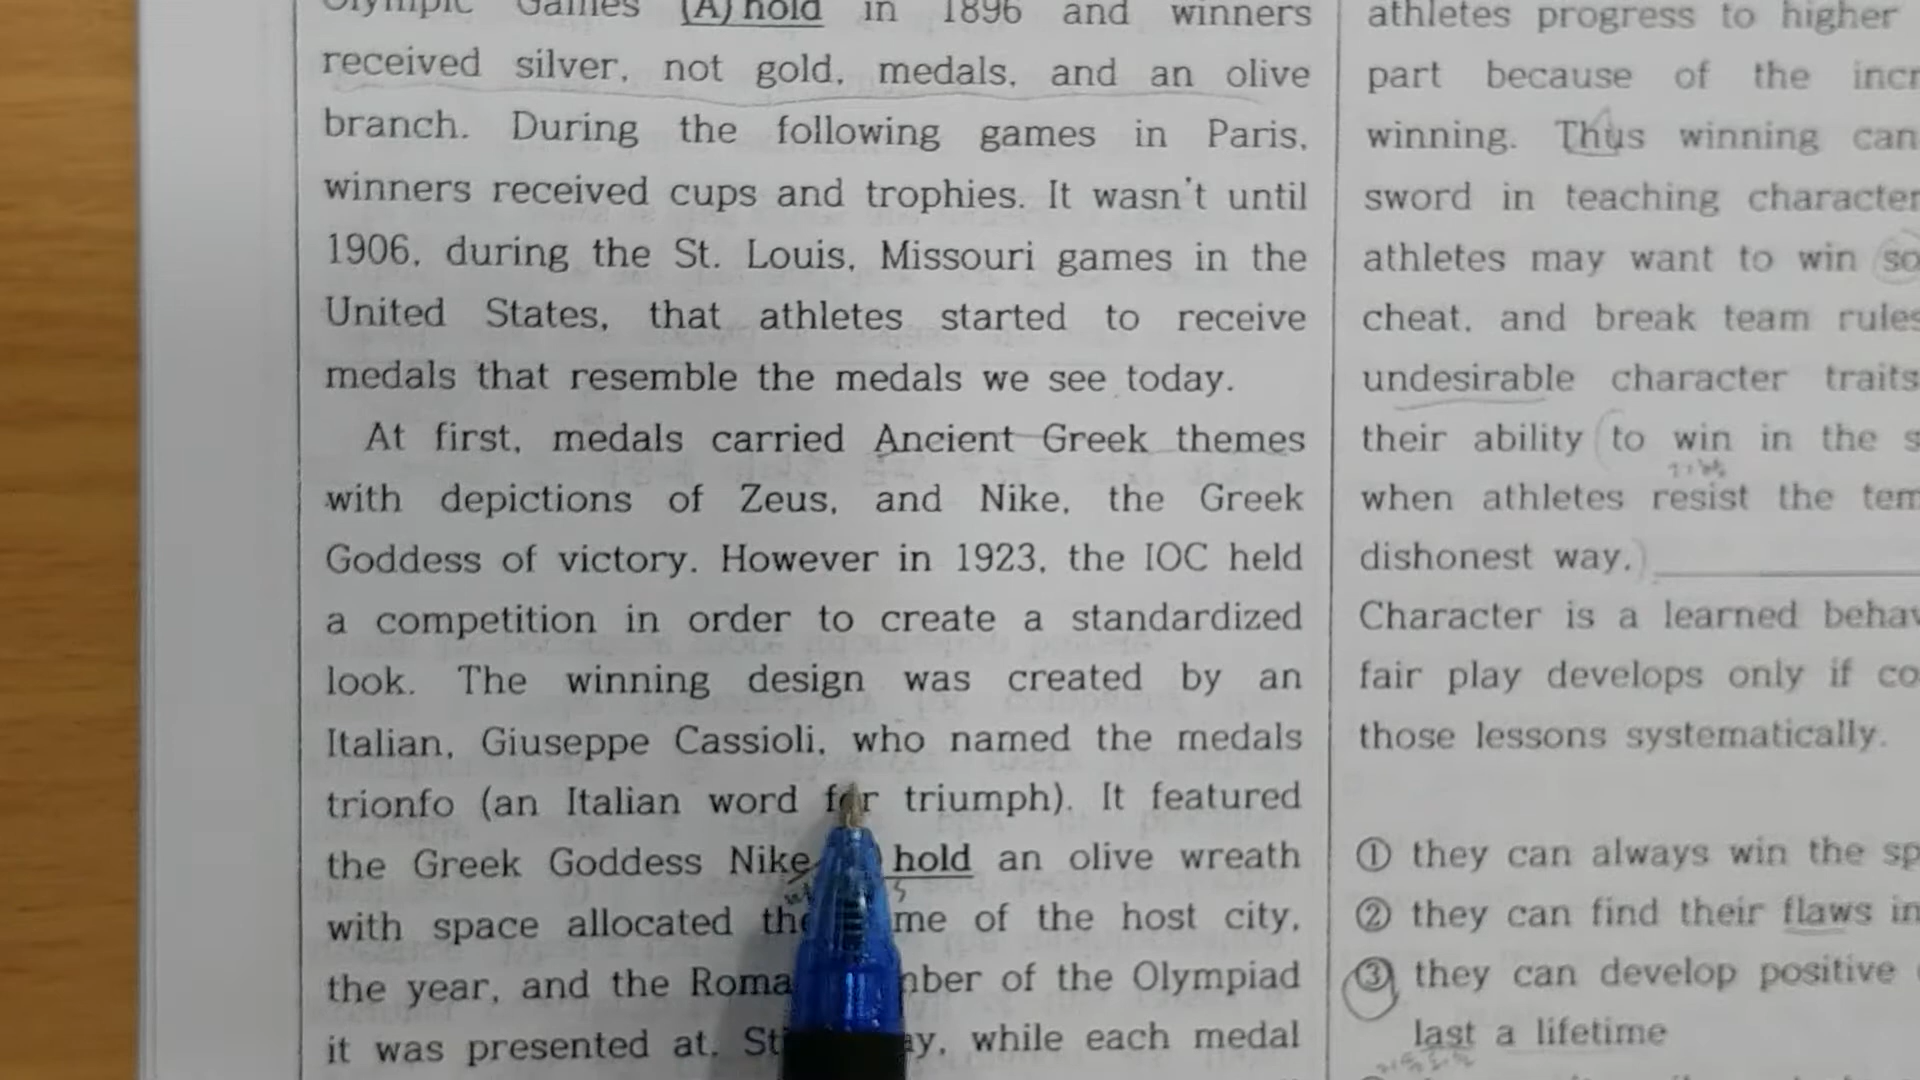 Olympic Games (A) hold in 1896 and winners
received silver, not gold, medals, and an olive
branch. During the following games in Paris,
winners received cups and trophies. It wasn't until
1906, during the St. Louis, Missouri games in the
United States, that athletes started to receive
medals that resemble the medals we see today.
At first, medals carried Ancient Greek themes
with depictions of Zeus, and Nike, the Greek
Goddess of victory. However in 1923, the IOC held
a competition in order to create a standardized
look. The winning design was created by an
Italian, Giuseppe Cassioli, who named the medals
trionfo (an Italian word for triumph). It featured
the Greek Goddess Nike hold an olive wreath
with space allocated the me of the host city,
the year, and the Roma mber of the Olympiad
it was presented at. St ay, while each medal
athletes progress to higher
part because of the incr
winning. Thus winning can
sword in teaching character
athletes may want to win so
cheat, and break team rules
undesirable character traits
their ability to win in the s
when athletes resist the tem
dishonest way.
Character is a learned behav
fair play develops only if co
those lessons systematically.
① they can always win the sp
② they can find their flaws in
③ they can develop positive
last a lifetime